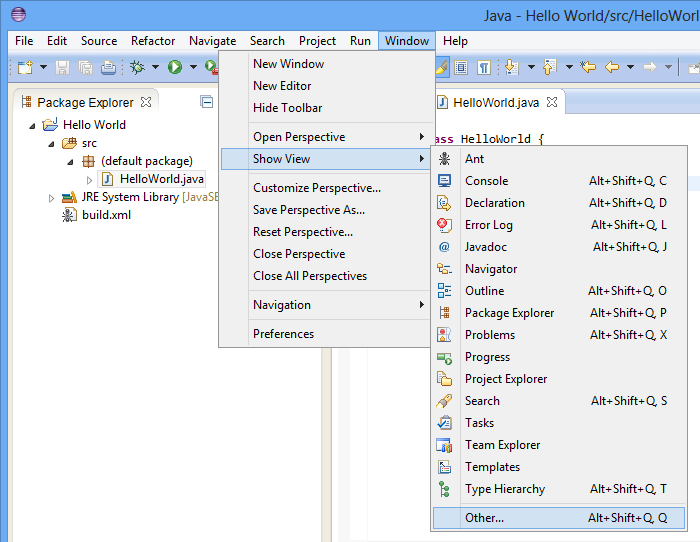 Java - Hello World/src/HelloWorld
File Edit Source Refactor Navigate Search Project Run Window Help
Package Explorer
HelloWorld.java
Hello World
src
(default package)
HelloWorld.java
JRE System Library [JavaSE
build.xml
HelloWorld {
New Window
New Editor
Hide Toolbar
Open Perspective
Show View
Customize Perspective...
Save Perspective As...
Reset Perspective...
Close Perspective
Close All Perspectives
Navigation
Preferences
Ant
Console Alt+Shift+Q, C
Declaration Alt+Shift+Q, D
Error Log Alt+Shift+Q, L
Javadoc Alt+Shift+Q, J
Navigator
Outline Alt+Shift+Q, O
Package Explorer Alt+Shift+Q, P
Problems Alt+Shift+Q, X
Progress
Project Explorer
Search Alt+Shift+Q, S
Tasks
Team Explorer
Templates
Type Hierarchy Alt+Shift+Q, T
Other... Alt+Shift+Q, Q